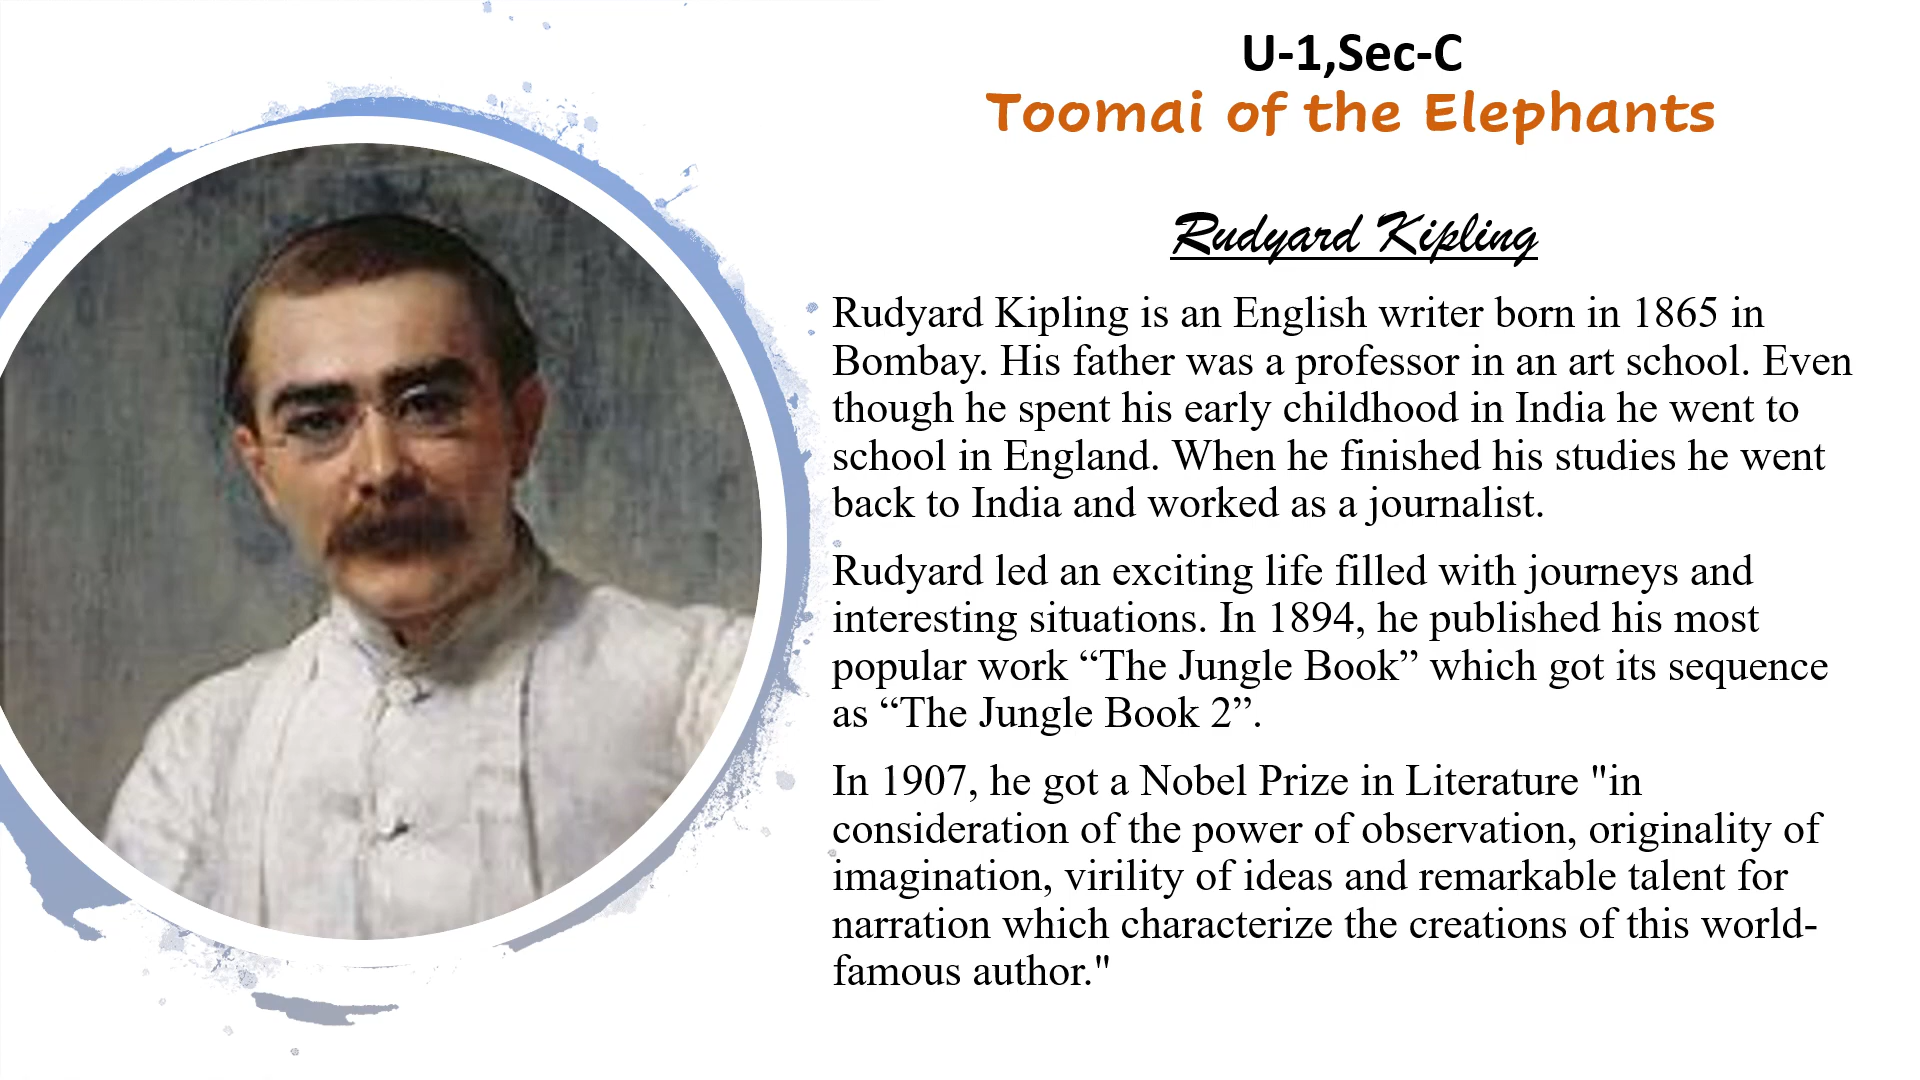 U-1,Sec-C
Toomai of the Elephants
Rudyard Kipling
Rudyard Kipling is an English writer born in 1865 in
Bombay. His father was a professor in an art school. Even
though he spent his early childhood in India he went to
school in England. When he finished his studies he went
back to India and worked as a journalist.
Rudyard led an exciting life filled with journeys and
interesting situations. In 1894, he published his most
popular work “The Jungle Book” which got its sequence
as “The Jungle Book 2”.
In 1907, he got a Nobel Prize in Literature "in
consideration of the power of observation, originality of
imagination, virility of ideas and remarkable talent for
narration which characterize the creations of this world-
famous author."